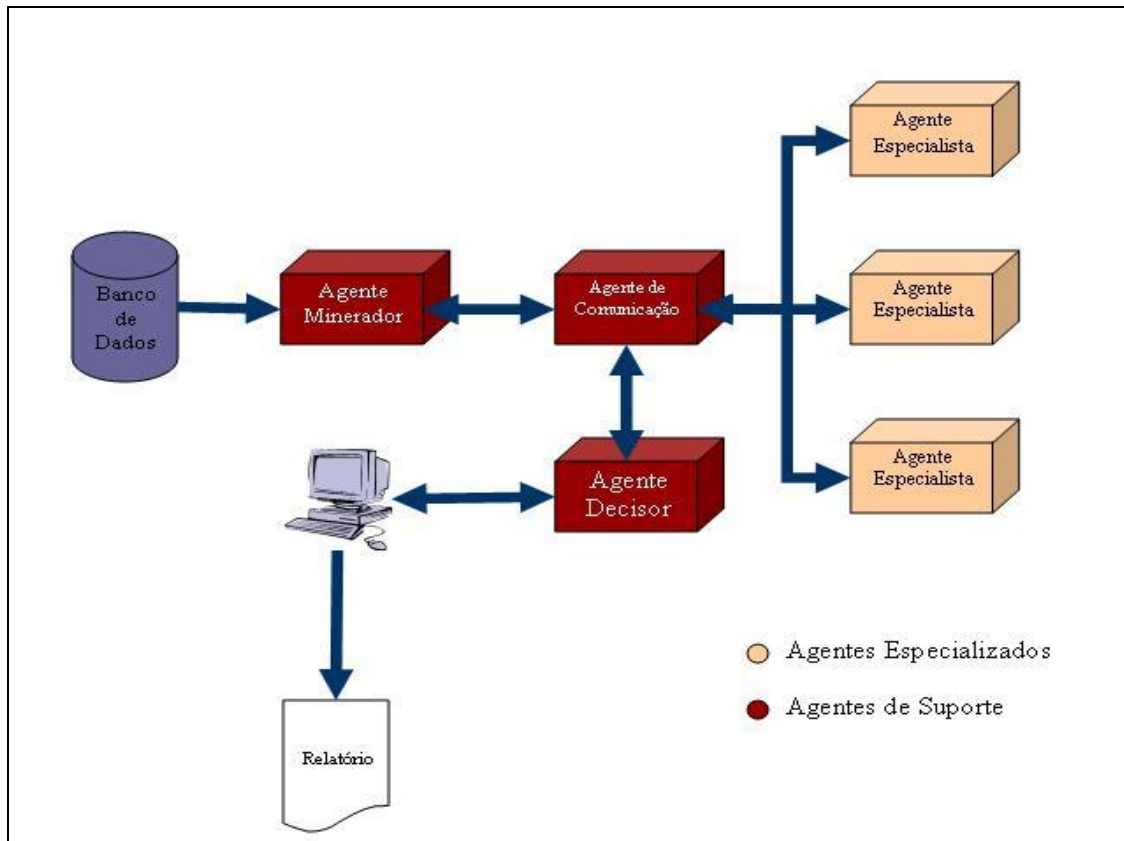 Agente
Especialista
Banco
de
Dados
Agente
Minerador
Agente de
Comunicação
Agente
Especialista
Agente
Decisor
Agente
Especialista
Agentes Especializados
Agentes de Suporte
Relatório